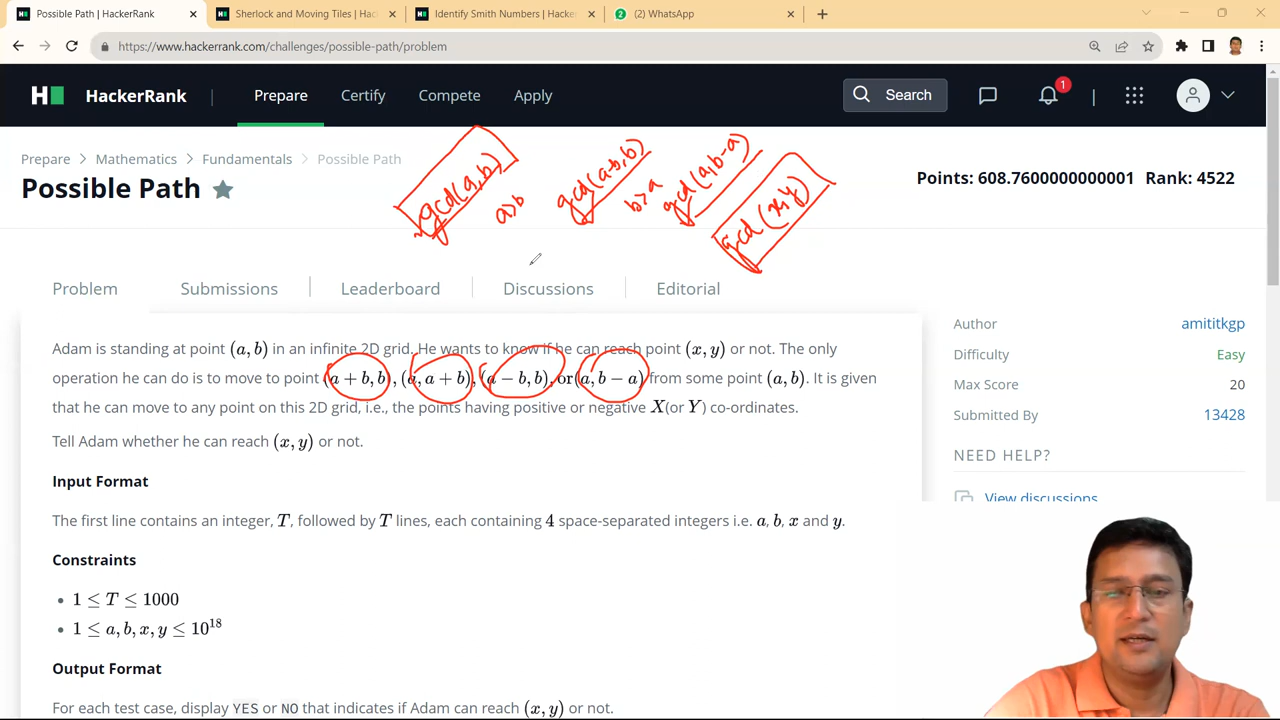 Possible Path | HackerRank
Sherlock and Moving Tiles | Hac
Identify Smith Numbers | Hacker
2
(2) WhatsApp
https://www.hackerrank.com/challenges/possible-path/problem
H
HackerRank
Prepare
Certify
Compete
Apply
Search
1
Prepare > Mathematics > Fundamentals > Possible Path
Possible Path
Points: 608.7600000000001 Rank: 4522
gcd(a,b)
a>b
gcd(a-b,b)
b>a
gcd(a,b-a)
gcd(x,y)
Problem
Submissions
Leaderboard
Discussions
Editorial
Adam is standing at point (a, b) in an infinite 2D grid. He wants to know if he can reach point (x, y) or not. The only
operation he can do is to move to point (a + b, b), (a, a + b), (a − b, b), or(a, b − a) from some point (a, b). It is given
that he can move to any point on this 2D grid, i.e., the points having positive or negative X(or Y) co-ordinates.
Tell Adam whether he can reach (x, y) or not.
Input Format
The first line contains an integer, T, followed by T lines, each containing 4 space-separated integers i.e. a, b, x and y.
Constraints
• 1 ≤ T ≤ 1000
• 1 ≤ a, b, x, y ≤ 10¹⁸
Output Format
For each test case, display YES or NO that indicates if Adam can reach (x, y) or not.
Author
amititkgp
Difficulty
Easy
Max Score
20
Submitted By
13428
NEED HELP?
View discussions